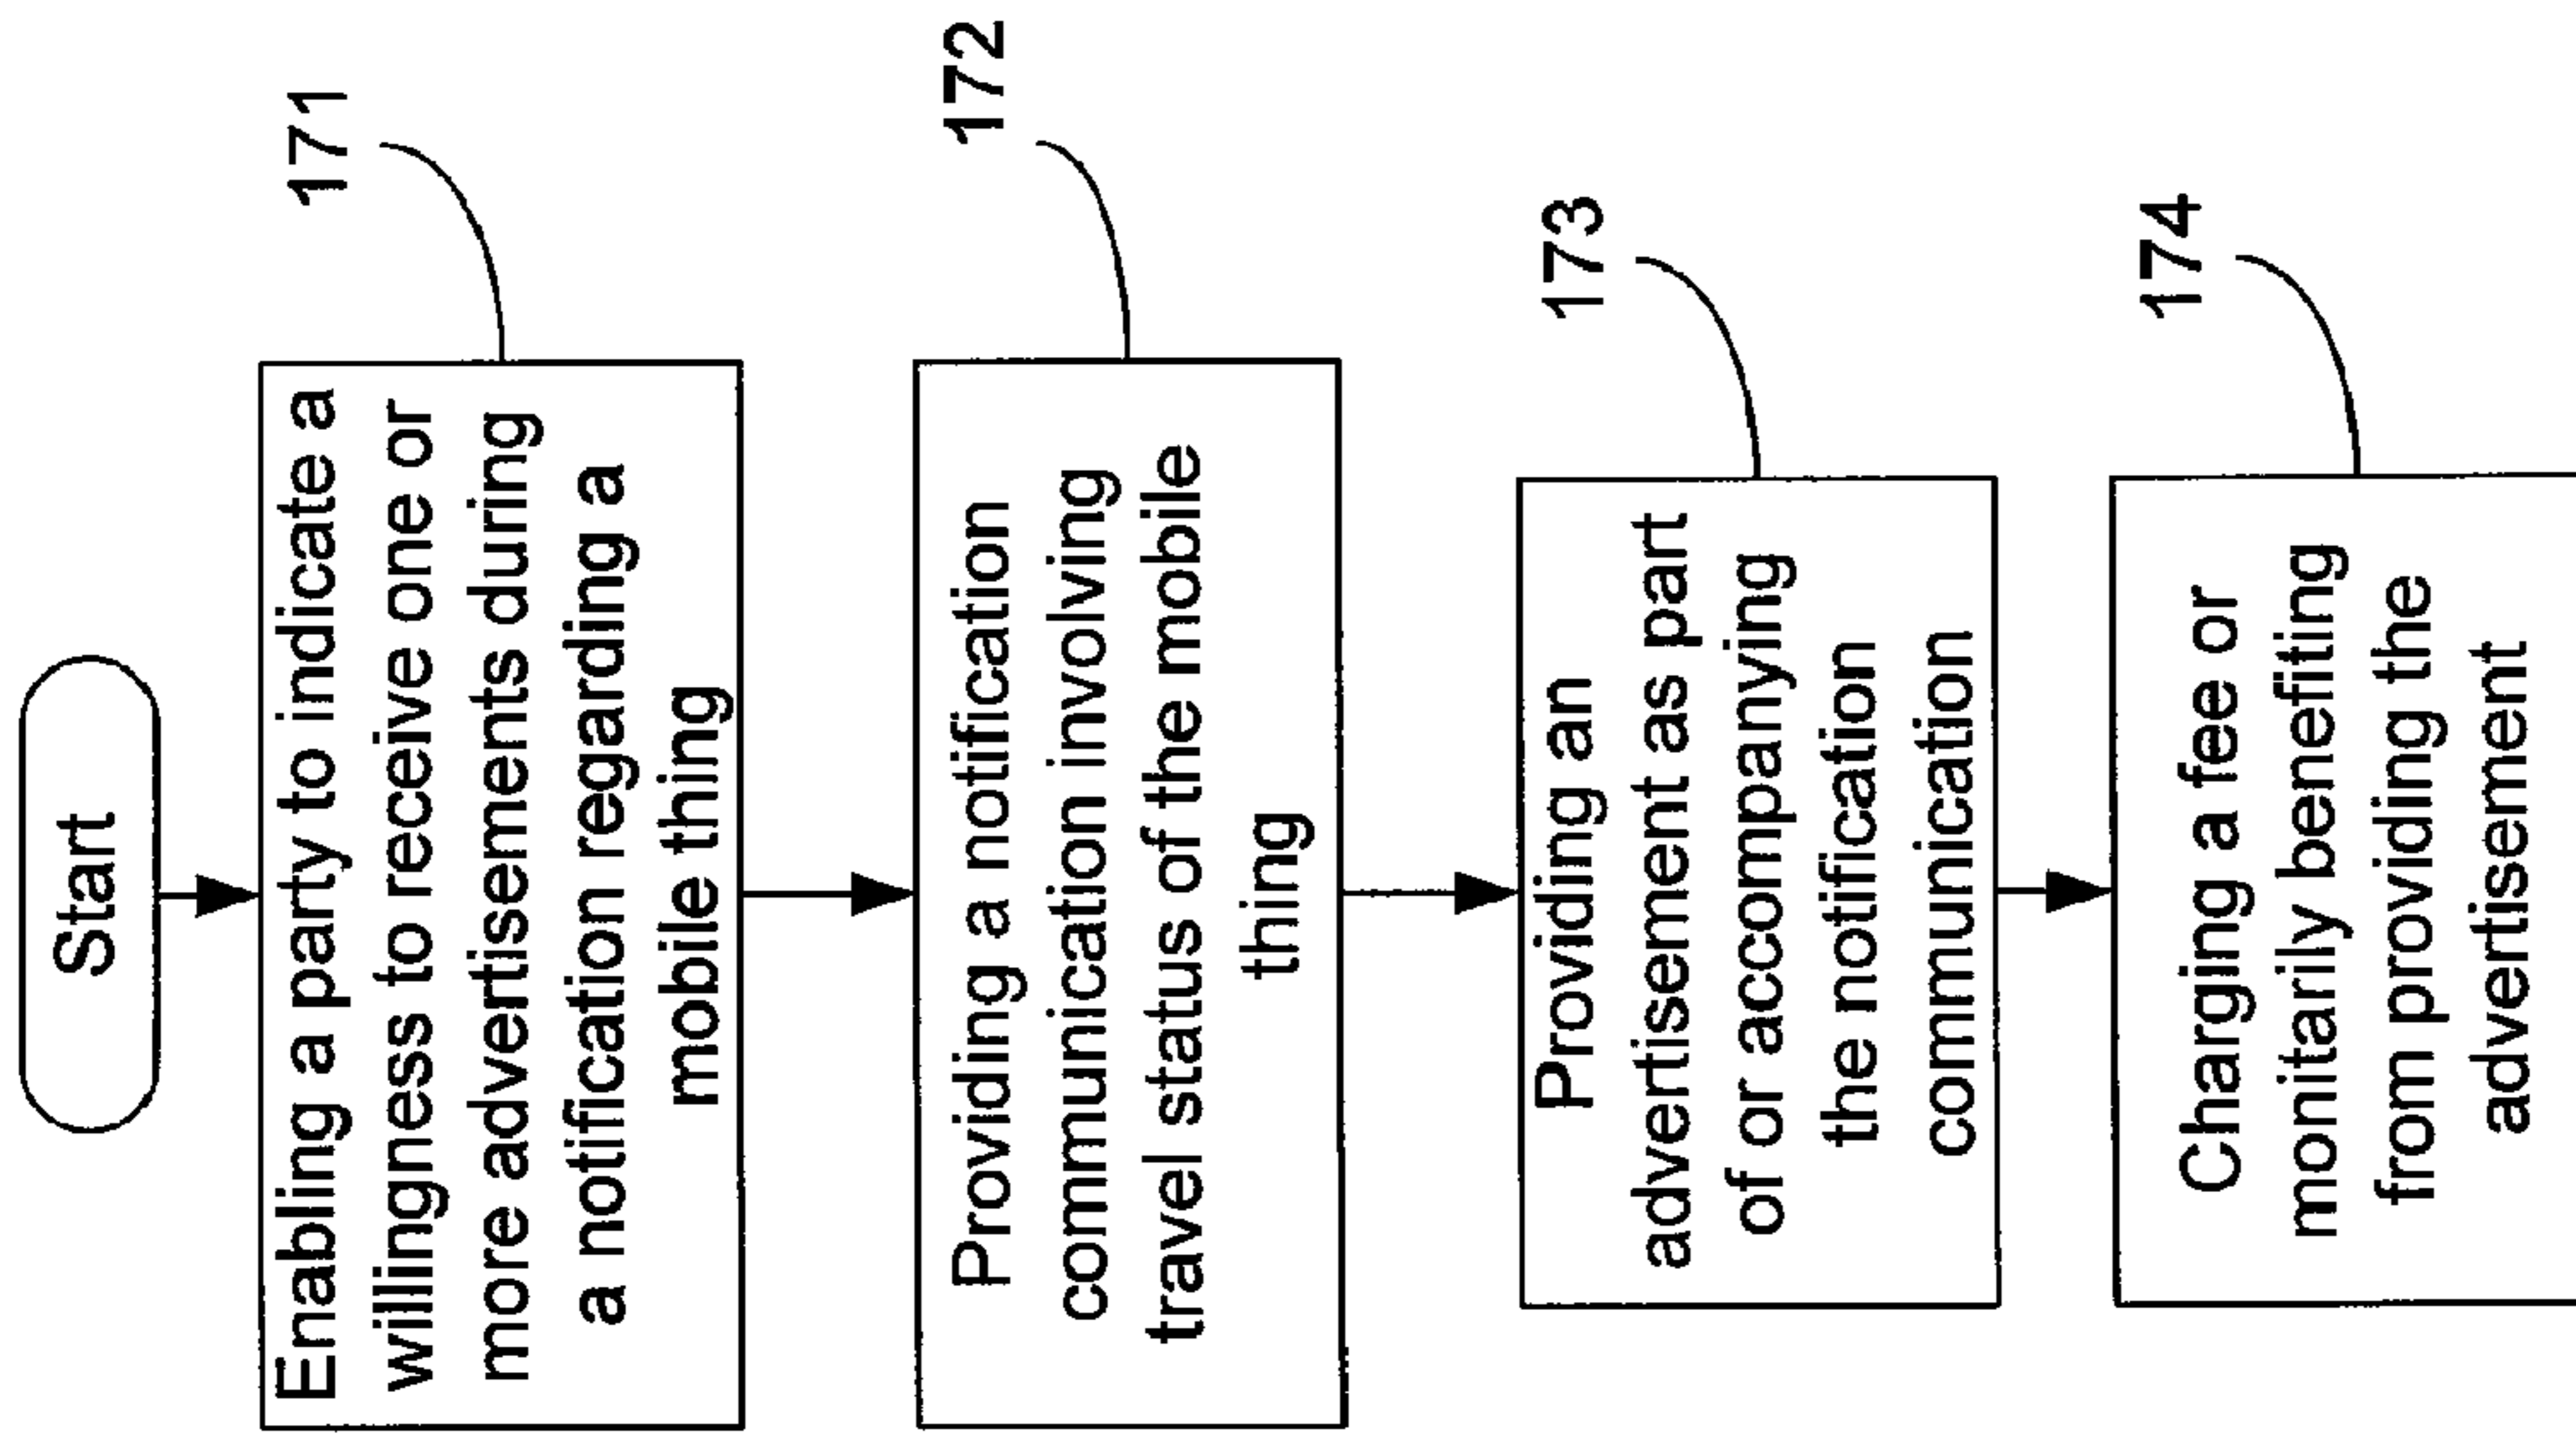 Start
Enabling a party to indicate a
willingness to receive one or
more advertisements during
a notification regarding a
mobile thing
171
Providing a notification
communication involving
travel status of the mobile
thing
172
Providing an
advertisement as part
of or accompanying
the notification
communication
173
Charging a fee or
monitarily benefiting
from providing the
advertisement
174